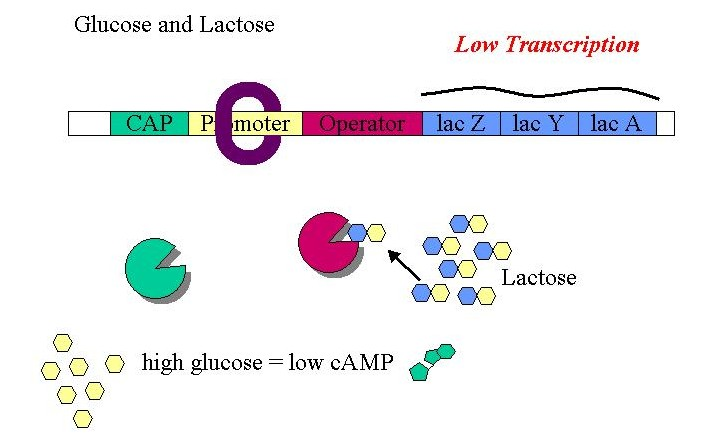 Glucose and Lactose
Low Transcription
CAP Promoter Operator lac Z lac Y lac A
Lactose
high glucose = low cAMP